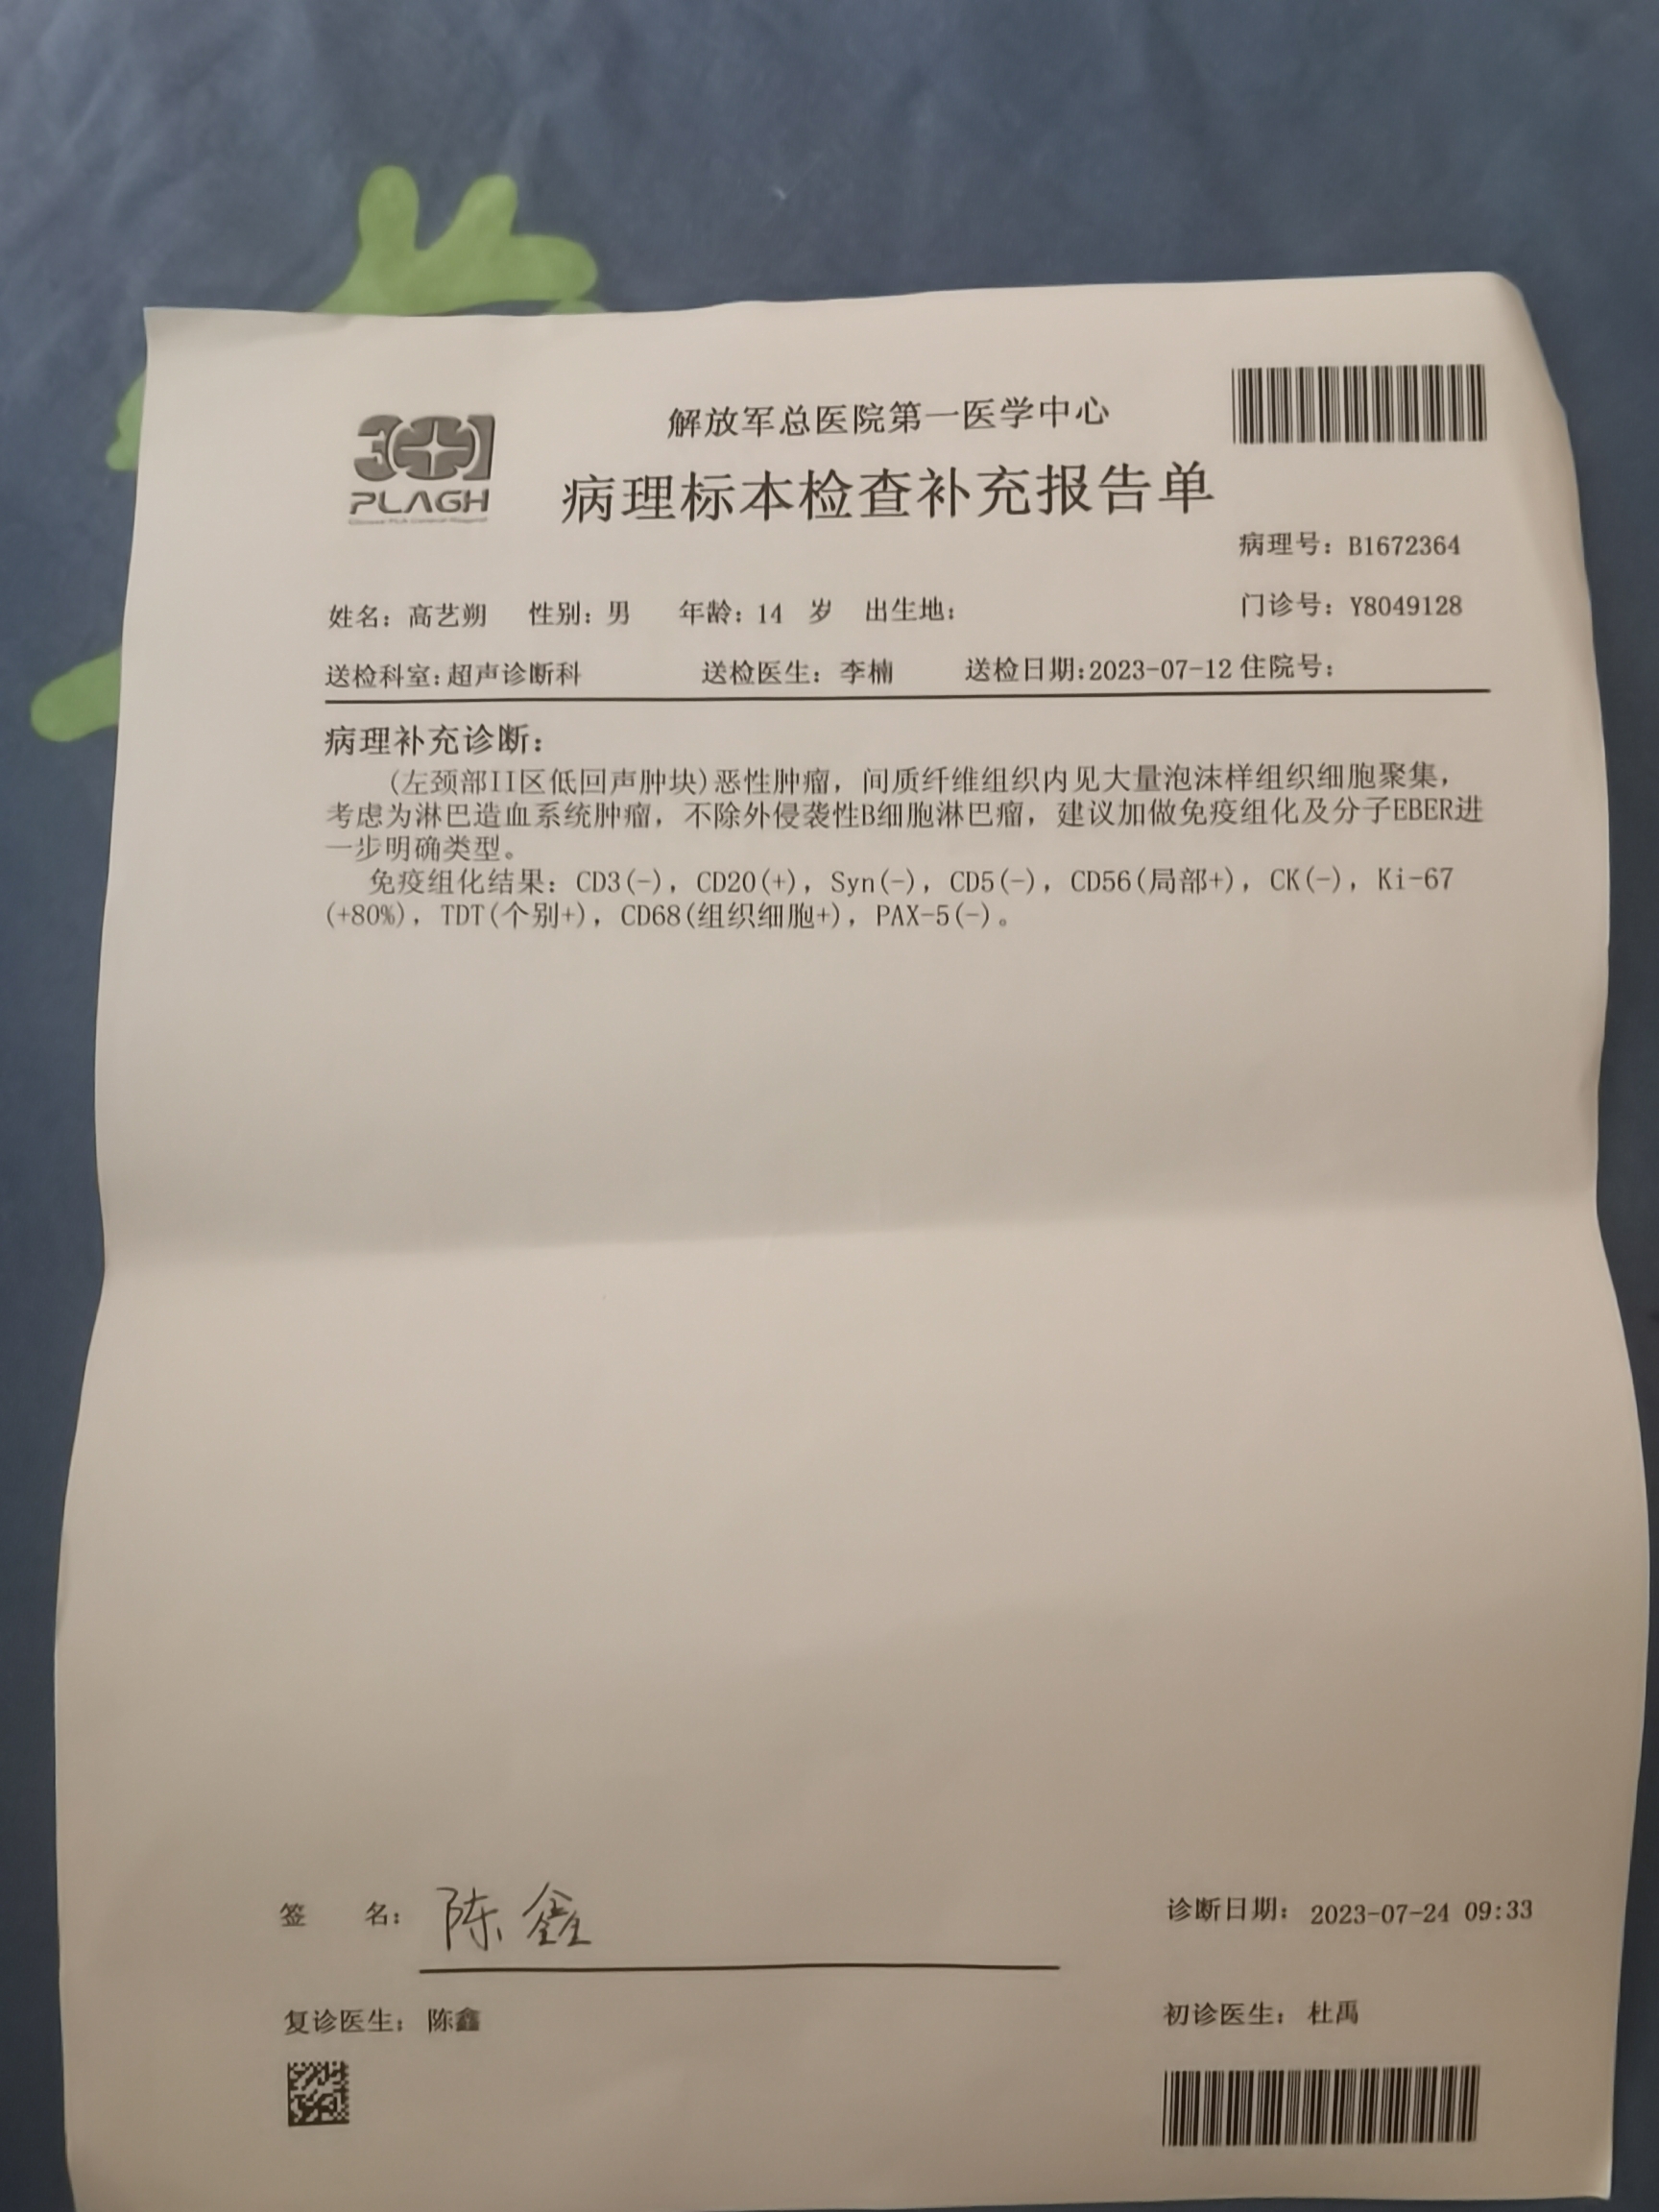 301
PLAGH
解放军总医院第一医学中心
病理标本检查补充报告单
病理号：B1672364
姓名：高艺朔 性别：男 年龄：14 岁 出生地： 门诊号：Y8049128
送检科室：超声诊断科 送检医生：李楠 送检日期：2023-07-12 住院号：
病理补充诊断：
(左颈部II区低回声肿块)恶性肿瘤，间质纤维组织内见大量泡沫样组织细胞聚集，
考虑为淋巴造血系统肿瘤，不除外侵袭性B细胞淋巴瘤，建议加做免疫组化及分子EBER进
一步明确类型。
免疫组化结果：CD3(-)，CD20(+)，Syn(-)，CD5(-)，CD56(局部+)，CK(-)，Ki-67
(+80%)，TDT(个别+)，CD68(组织细胞+)，PAX-5(-)。
签 名：陈鑫
诊断日期：2023-07-24 09:33
复诊医生：陈鑫
初诊医生：杜禹